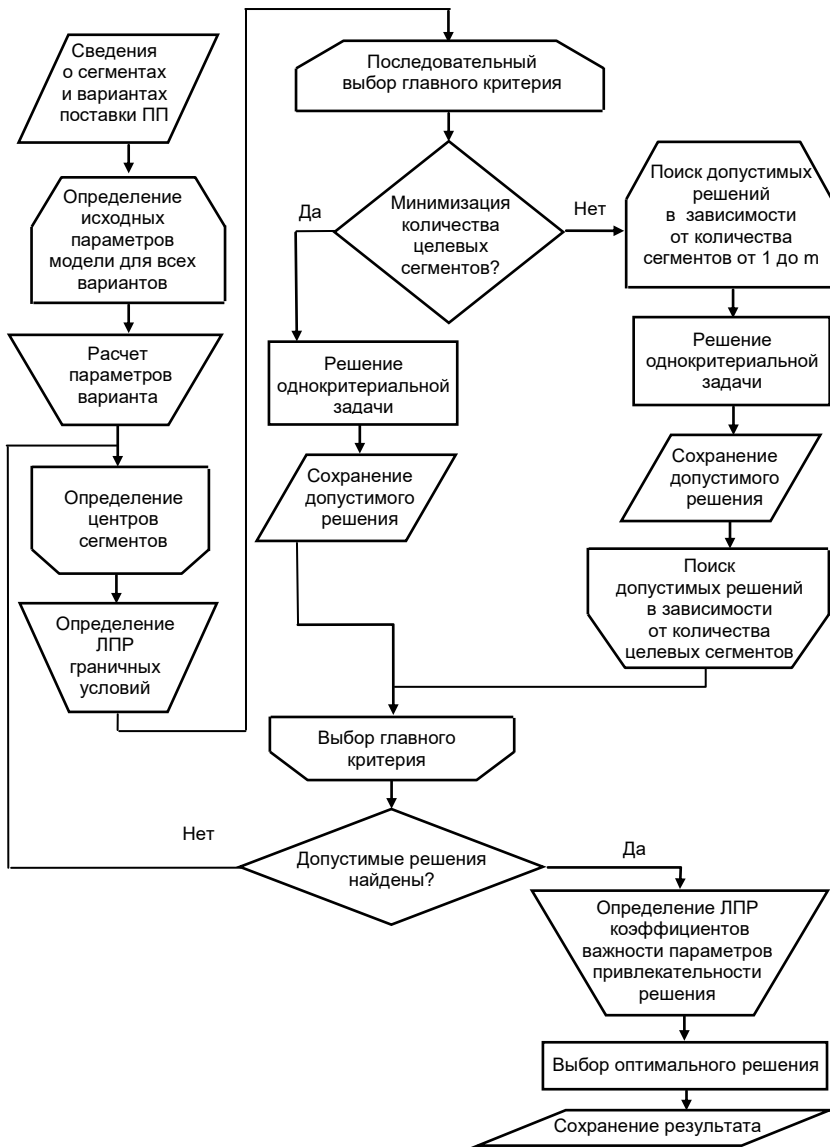 Сведения
о сегментах
и вариантах
поставки ПП
Определение
исходных
параметров
модели для всех
вариантов
Расчет
параметров
варианта
Определение
центров
сегментов
Определение
ЛПР
граничных
условий
Последовательный
выбор главного критерия
Минимизация
количества
целевых
сегментов?
Да
Нет
Решение
однокритериальной
задачи
Сохранение
допустимого
решения
Поиск допустимых
решений
в зависимости
от количества
сегментов от 1 до m
Решение
однокритериальной
задачи
Сохранение
допустимого
решения
Поиск
допустимых решений
в зависимости
от количества
целевых сегментов
Выбор главного
критерия
Допустимые решения
найдены?
Нет
Да
Определение ЛПР
коэффициентов
важности параметров
привлекательности
решения
Выбор оптимального решения
Сохранение результата